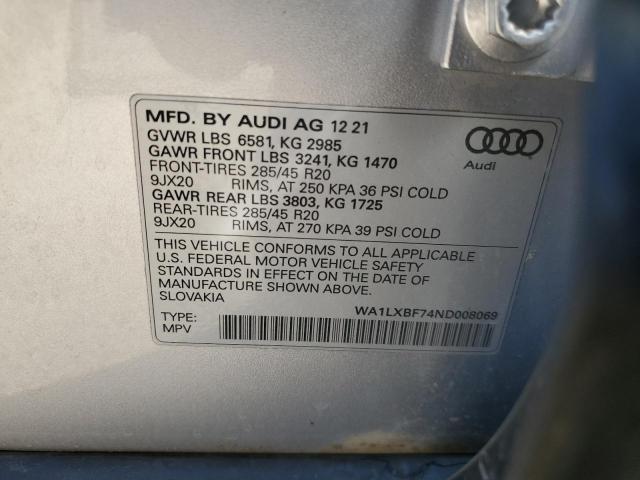 MFD. BY AUDI AG 12 21
GVWR LBS 6581, KG 2985
GAWR FRONT LBS 3241, KG 1470
FRONT-TIRES 285/45 R20
9JX20 RIMS, AT 250 KPA 36 PSI COLD
GAWR REAR LBS 3803, KG 1725
REAR-TIRES 285/45 R20
9JX20 RIMS, AT 270 KPA 39 PSI COLD
Audi
THIS VEHICLE CONFORMS TO ALL APPLICABLE
U.S. FEDERAL MOTOR VEHICLE SAFETY
STANDARDS IN EFFECT ON THE DATE OF
MANUFACTURE SHOWN ABOVE.
SLOVAKIA
WA1LXBF74ND008069
TYPE:
MPV